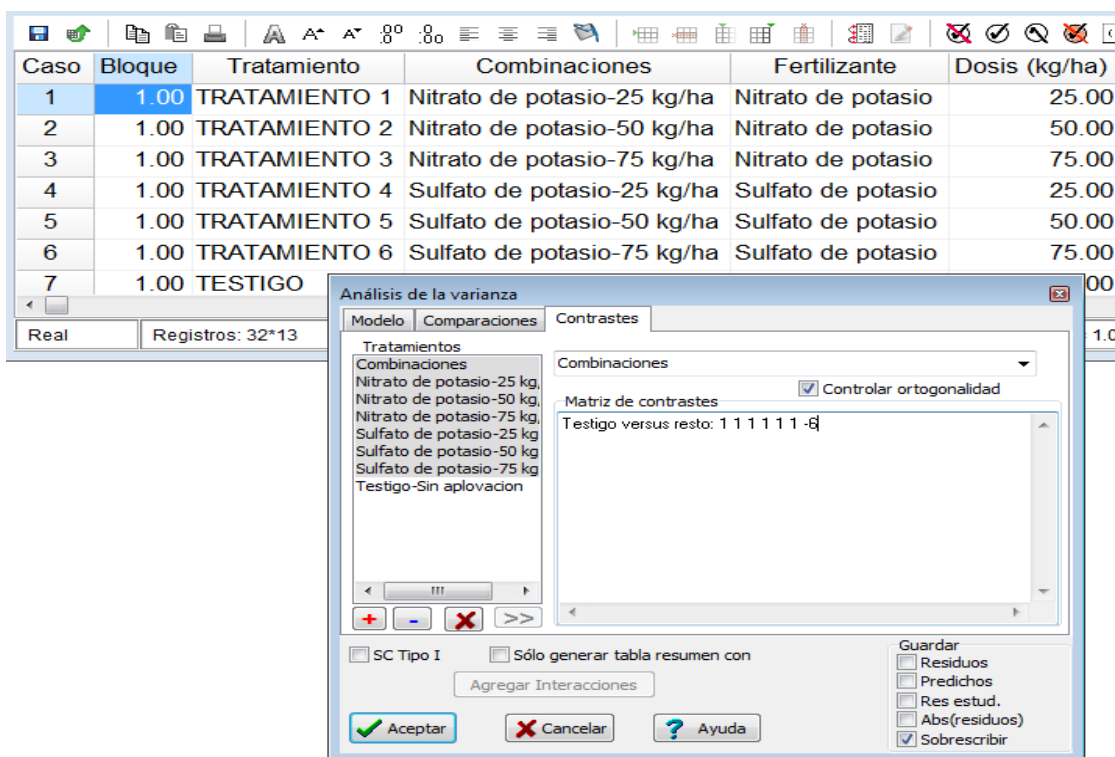 Caso Bloque Tratamiento Combinaciones Fertilizante Dosis (kg/ha)
1 1.00 TRATAMIENTO 1 Nitrato de potasio-25 kg/ha Nitrato de potasio 25.00
2 1.00 TRATAMIENTO 2 Nitrato de potasio-50 kg/ha Nitrato de potasio 50.00
3 1.00 TRATAMIENTO 3 Nitrato de potasio-75 kg/ha Nitrato de potasio 75.00
4 1.00 TRATAMIENTO 4 Sulfato de potasio-25 kg/ha Sulfato de potasio 25.00
5 1.00 TRATAMIENTO 5 Sulfato de potasio-50 kg/ha Sulfato de potasio 50.00
6 1.00 TRATAMIENTO 6 Sulfato de potasio-75 kg/ha Sulfato de potasio 75.00
7 1.00 TESTIGO
Real Registros: 32*13
Análisis de la varianza
Modelo Comparaciones Contrastes
Tratamientos
Combinaciones
Nitrato de potasio-25 kg,
Nitrato de potasio-50 kg,
Nitrato de potasio-75 kg,
Sulfato de potasio-25 kg
Sulfato de potasio-50 kg
Sulfato de potasio-75 kg
Testigo-Sin aplovacion
Combinaciones
Controlar ortogonalidad
Matriz de contrastes
Testigo versus resto: 1 1 1 1 1 1 -6
SC Tipo I Sólo generar tabla resumen con
Agregar Interacciones
Aceptar Cancelar Ayuda
Guardar
Residuos
Predichos
Res estud.
Abs(residuos)
Sobrescribir